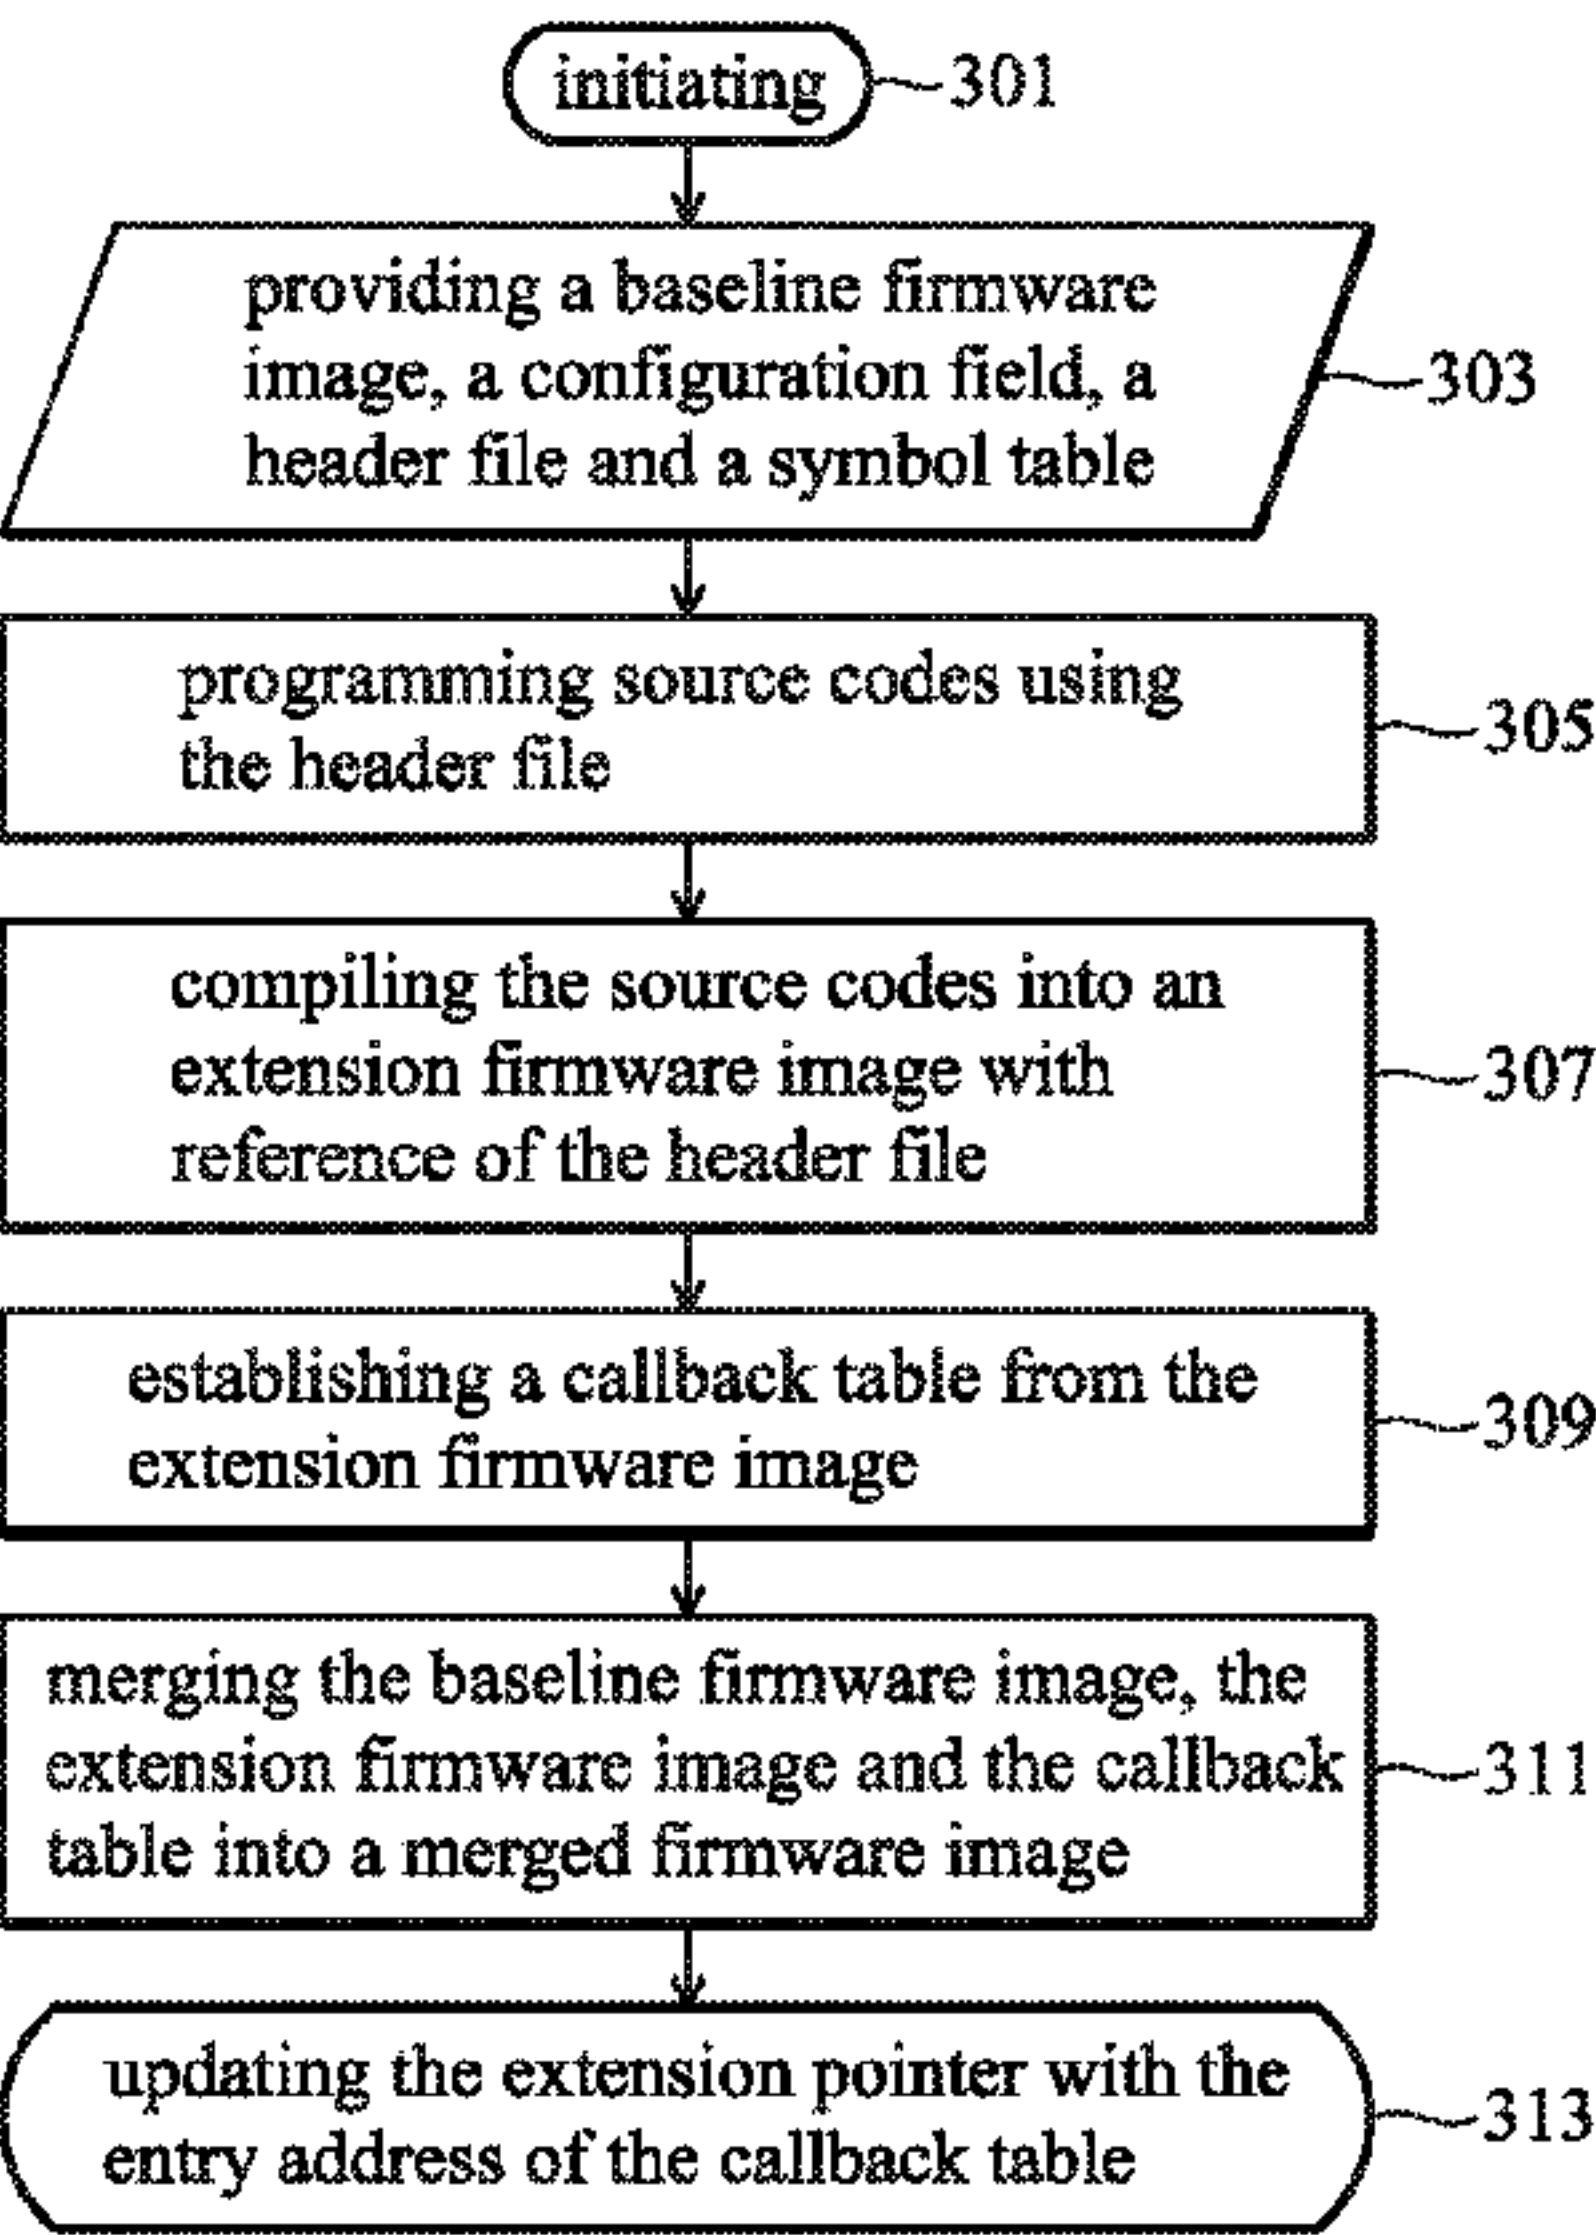 initiating
301
providing a baseline firmware
image, a configuration field, a
header file and a symbol table
303
programming source codes using
the header file
305
compiling the source codes into an
extension firmware image with
reference of the header file
307
establishing a callback table from the
extension firmware image
309
merging the baseline firmware image, the
extension firmware image and the callback
table into a merged firmware image
311
updating the extension pointer with the
entry address of the callback table
313